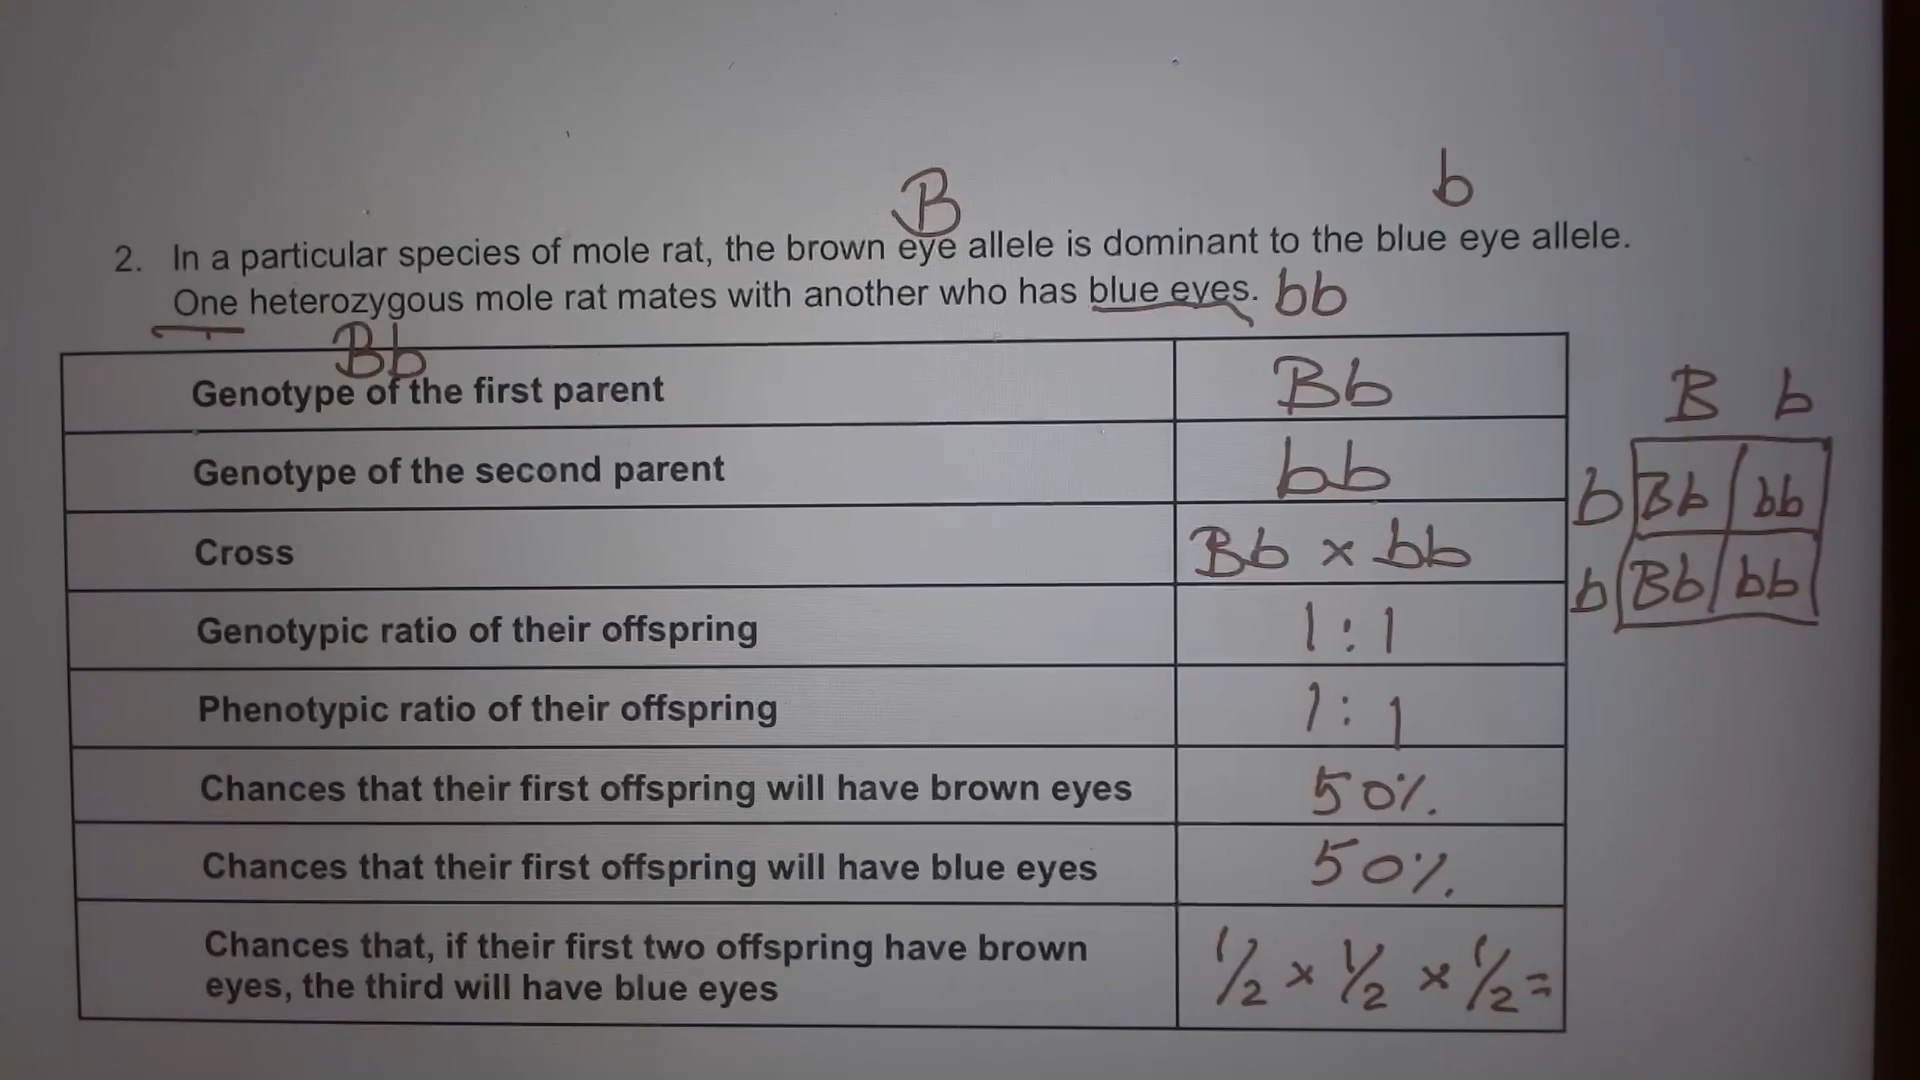 B b
2. In a particular species of mole rat, the brown eye allele is dominant to the blue eye allele.
One heterozygous mole rat mates with another who has blue eyes. bb
Bb
Genotype of the first parent Bb
Genotype of the second parent bb
Cross Bb × bb
Genotypic ratio of their offspring 1 : 1
Phenotypic ratio of their offspring 1 : 1
Chances that their first offspring will have brown eyes 50%.
Chances that their first offspring will have blue eyes 50%.
Chances that, if their first two offspring have brown
eyes, the third will have blue eyes
1/2 × 1/2 × 1/2 =
B b
b Bb bb
b Bb bb